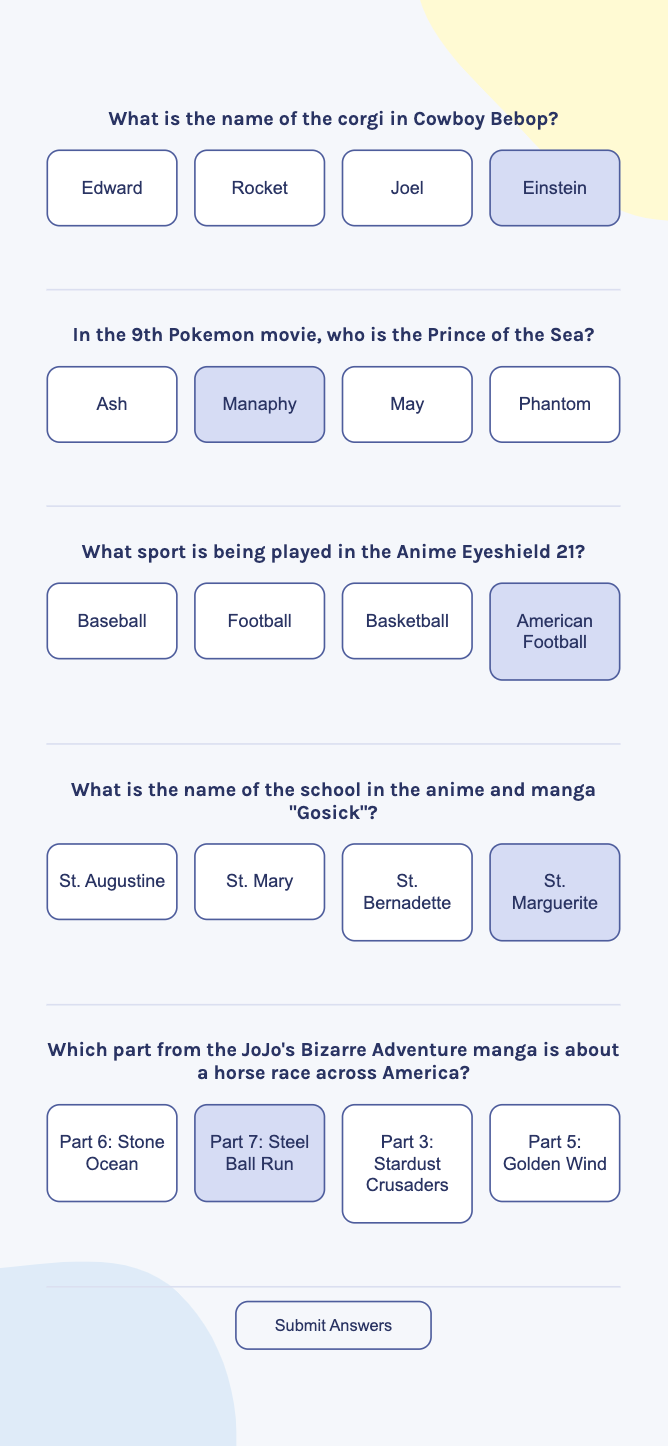 What is the name of the corgi in Cowboy Bebop?
Edward
Rocket
Joel
Einstein
In the 9th Pokemon movie, who is the Prince of the Sea?
Ash
Manaphy
May
Phantom
What sport is being played in the Anime Eyeshield 21?
Baseball
Football
Basketball
American
Football
What is the name of the school in the anime and manga
"Gosick"?
St. Augustine
St. Mary
St.
Bernadette
St.
Marguerite
Which part from the JoJo's Bizarre Adventure manga is about
a horse race across America?
Part 6: Stone
Ocean
Part 7: Steel
Ball Run
Part 3:
Stardust
Crusaders
Part 5:
Golden Wind
Submit Answers